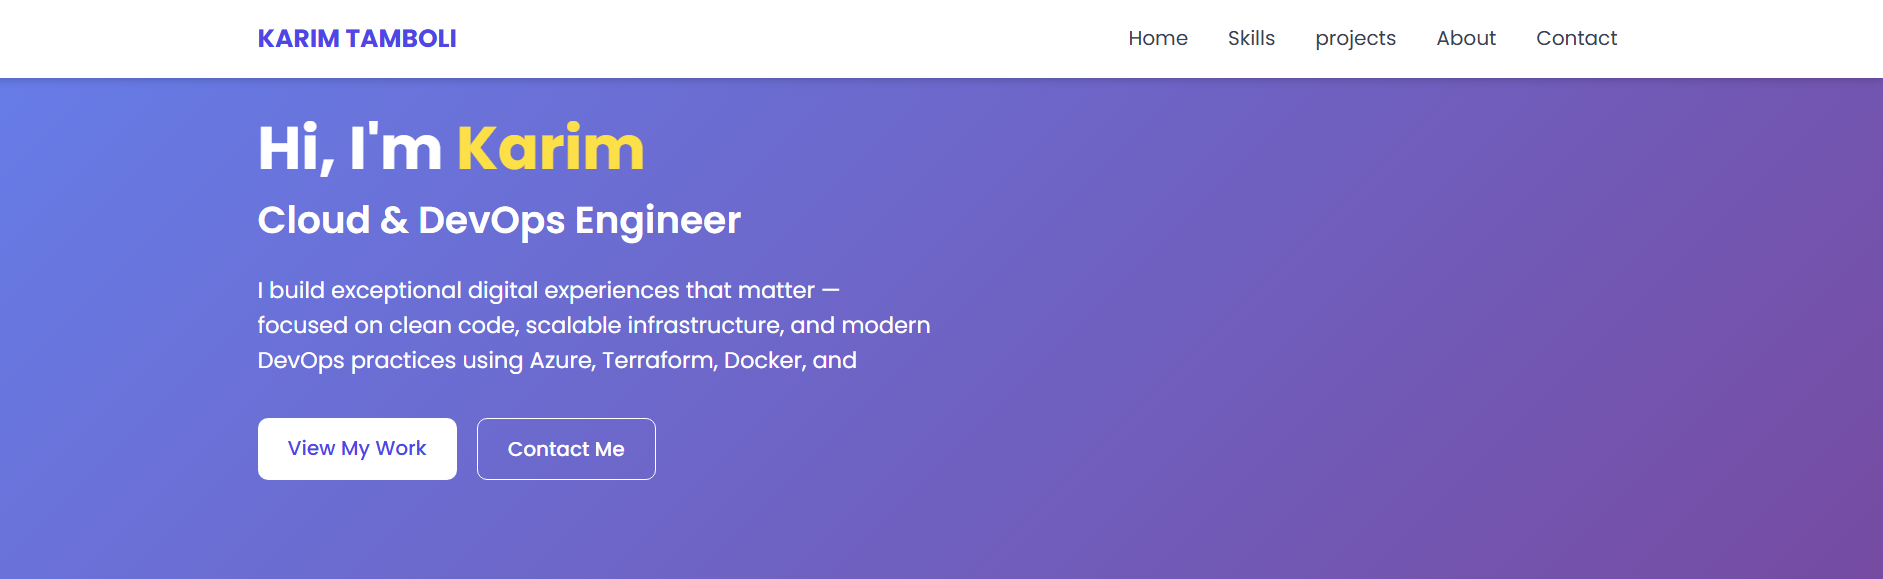 KARIM TAMBOLI
Home Skills projects About Contact
Hi, I'm Karim
Cloud & DevOps Engineer
I build exceptional digital experiences that matter —
focused on clean code, scalable infrastructure, and modern
DevOps practices using Azure, Terraform, Docker, and
View My Work Contact Me